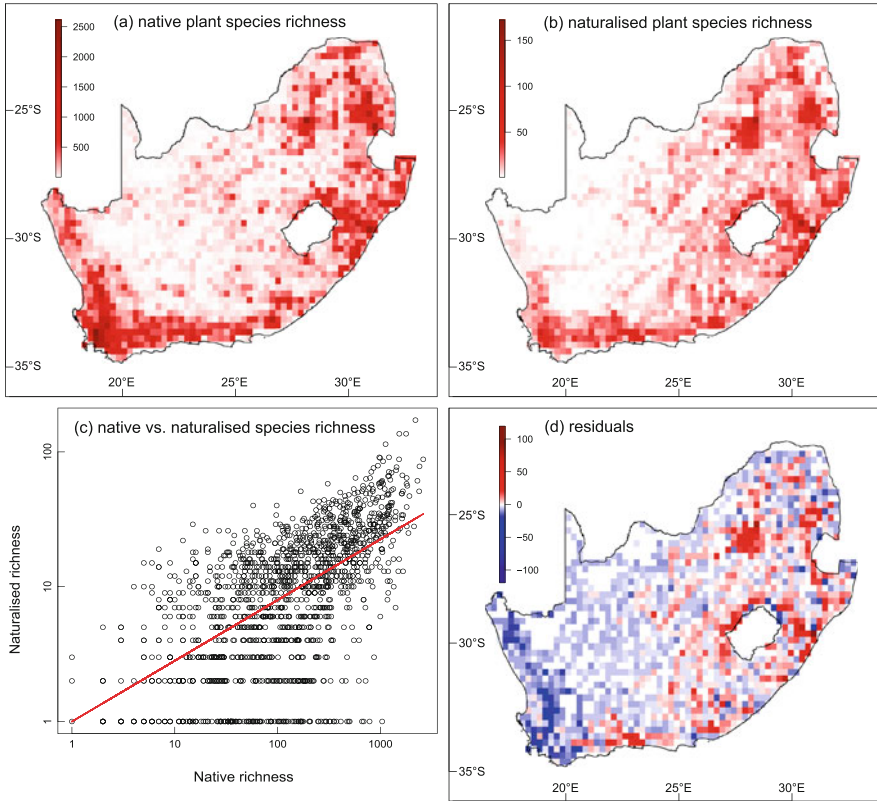 (a) native plant species richness
2500
2000
1500
1000
500
25°S
30°S
35°S
20°E
25°E
30°E
(b) naturalised plant species richness
150
100
50
25°S
30°S
35°S
20°E
25°E
30°E
(c) native vs. naturalised species richness
100
10
1
Naturalised richness
1
10
100
1000
Native richness
(d) residuals
100
50
0
−50
−100
25°S
30°S
35°S
20°E
25°E
30°E